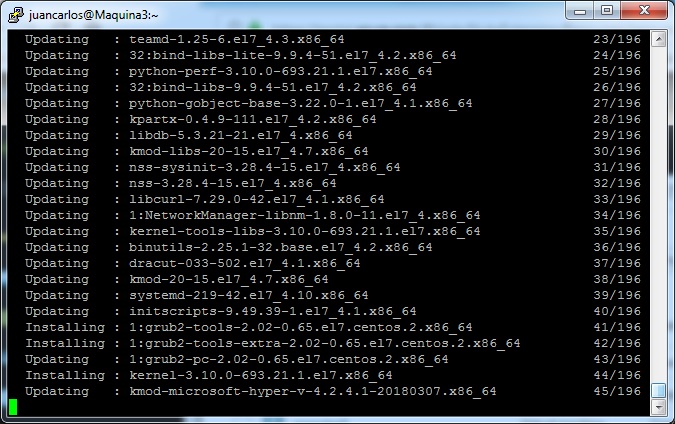 juancarlos@Maquina3:~
Updating : teamd-1.25-6.el7_4.3.x86_64 23/196
Updating : 32:bind-libs-lite-9.9.4-51.el7_4.2.x86_64 24/196
Updating : python-perf-3.10.0-693.21.1.el7.x86_64 25/196
Updating : 32:bind-libs-9.9.4-51.el7_4.2.x86_64 26/196
Updating : python-gobject-base-3.22.0-1.el7_4.1.x86_64 27/196
Updating : kpartx-0.4.9-111.el7_4.2.x86_64 28/196
Updating : libdb-5.3.21-21.el7_4.x86_64 29/196
Updating : kmod-libs-20-15.el7_4.7.x86_64 30/196
Updating : nss-sysinit-3.28.4-15.el7_4.x86_64 31/196
Updating : nss-3.28.4-15.el7_4.x86_64 32/196
Updating : libcurl-7.29.0-42.el7_4.1.x86_64 33/196
Updating : 1:NetworkManager-libnm-1.8.0-11.el7_4.x86_64 34/196
Updating : kernel-tools-libs-3.10.0-693.21.1.el7.x86_64 35/196
Updating : binutils-2.25.1-32.base.el7_4.2.x86_64 36/196
Updating : dracut-033-502.el7_4.1.x86_64 37/196
Updating : kmod-20-15.el7_4.7.x86_64 38/196
Updating : systemd-219-42.el7_4.10.x86_64 39/196
Updating : initscripts-9.49.39-1.el7_4.1.x86_64 40/196
Installing : 1:grub2-tools-2.02-0.65.el7.centos.2.x86_64 41/196
Installing : 1:grub2-tools-extra-2.02-0.65.el7.centos.2.x86_64 42/196
Updating : 1:grub2-pc-2.02-0.65.el7.centos.2.x86_64 43/196
Installing : kernel-3.10.0-693.21.1.el7.x86_64 44/196
Updating : kmod-microsoft-hyper-v-4.2.4.1-20180307.x86_64 45/196